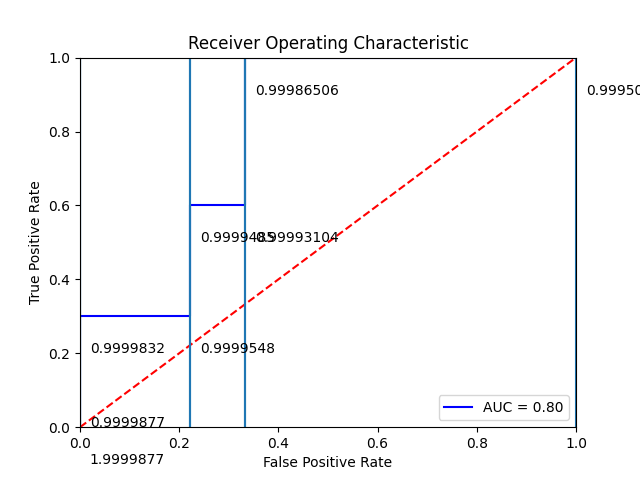 Receiver Operating Characteristic
1.0
0.99986506
0.99950
0.8
0.6
True Positive Rate
0.99993104
0.4
0.9999832
0.9999548
0.2
AUC = 0.80
0.9999877
0.0
0.0 0.2 0.4 0.6 0.8 1.0
1.9999877
False Positive Rate